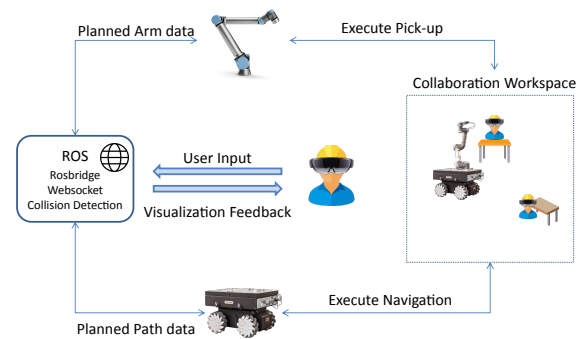 Planned Arm data
Execute Pick-up
Collaboration Workspace
ROS
Rosbridge
Websocket
Collision Detection
User Input
Visualization Feedback
Execute Navigation
Planned Path data